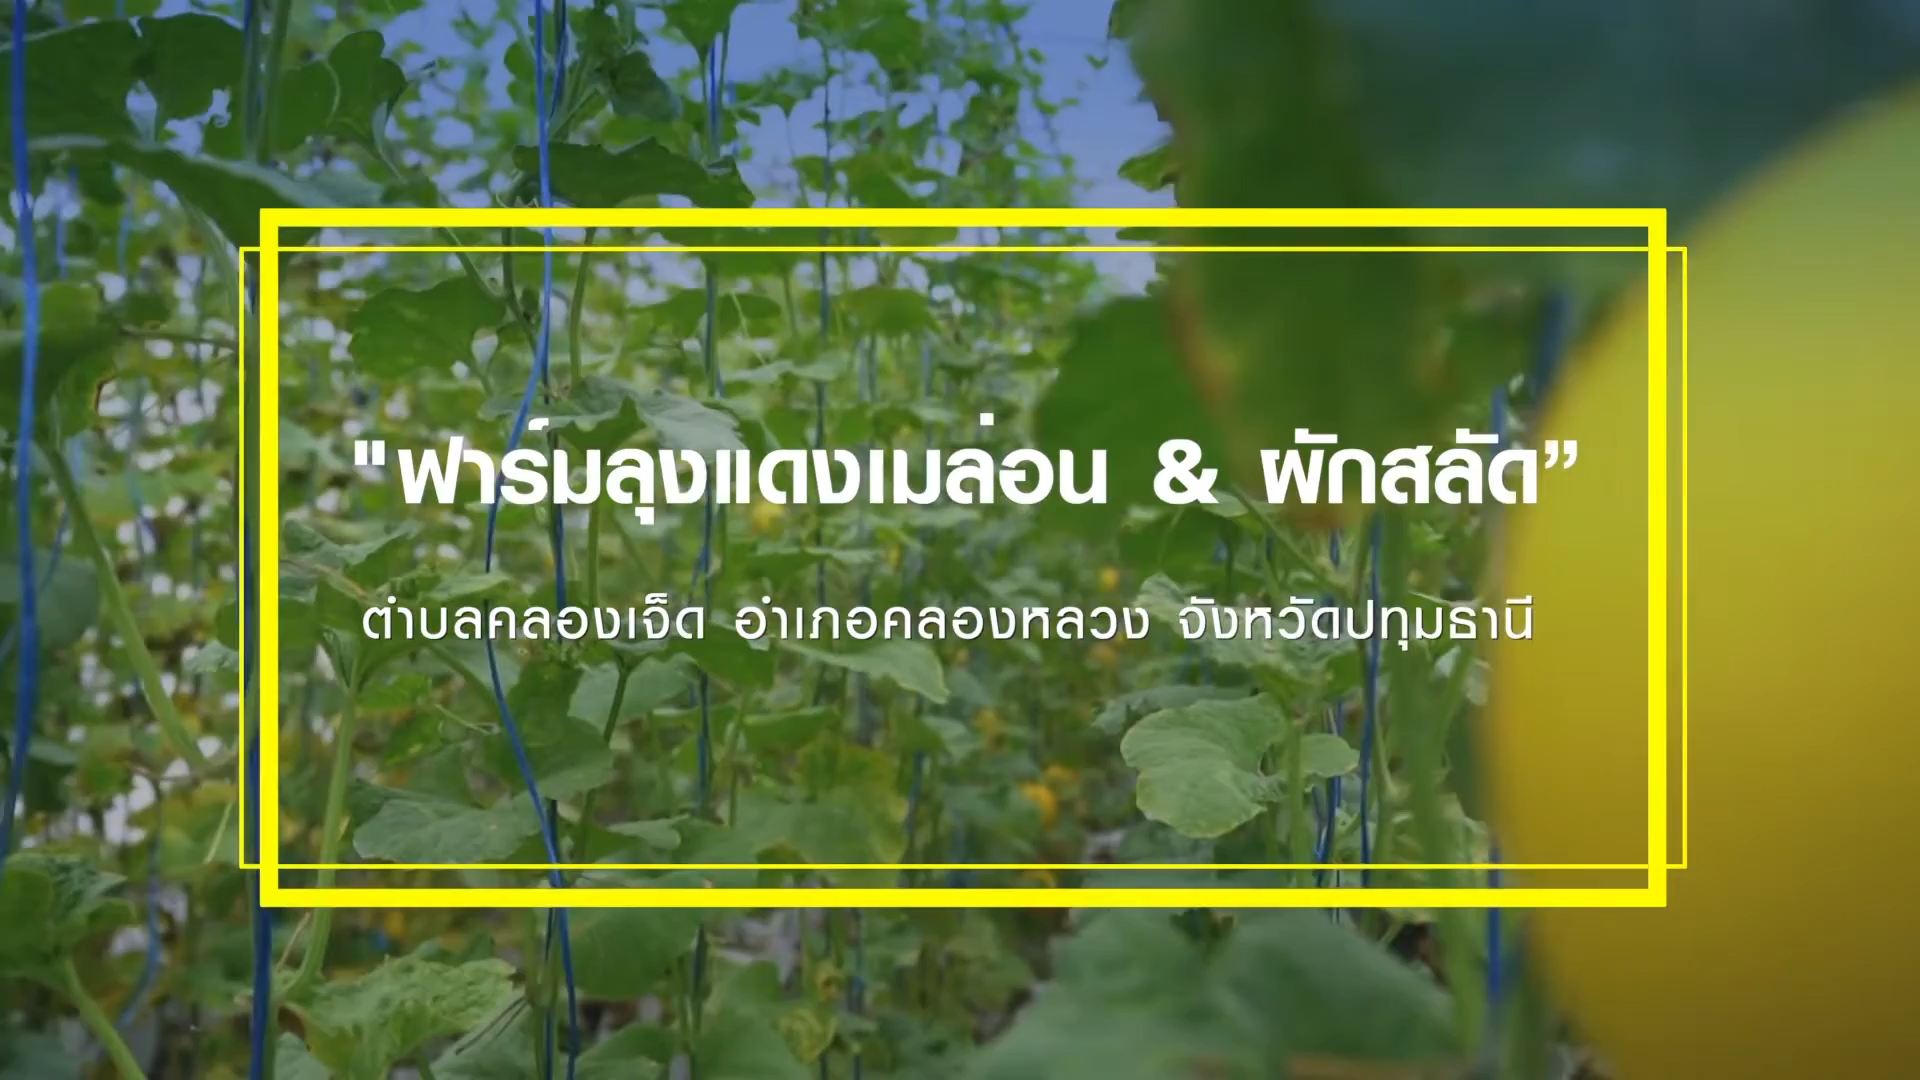 "ฟาร์มลุงแดงเมล่อน & ผักสลัด”
ตำบลคลองเจ็ด อำเภอคลองหลวง จังหวัดปทุมธานี